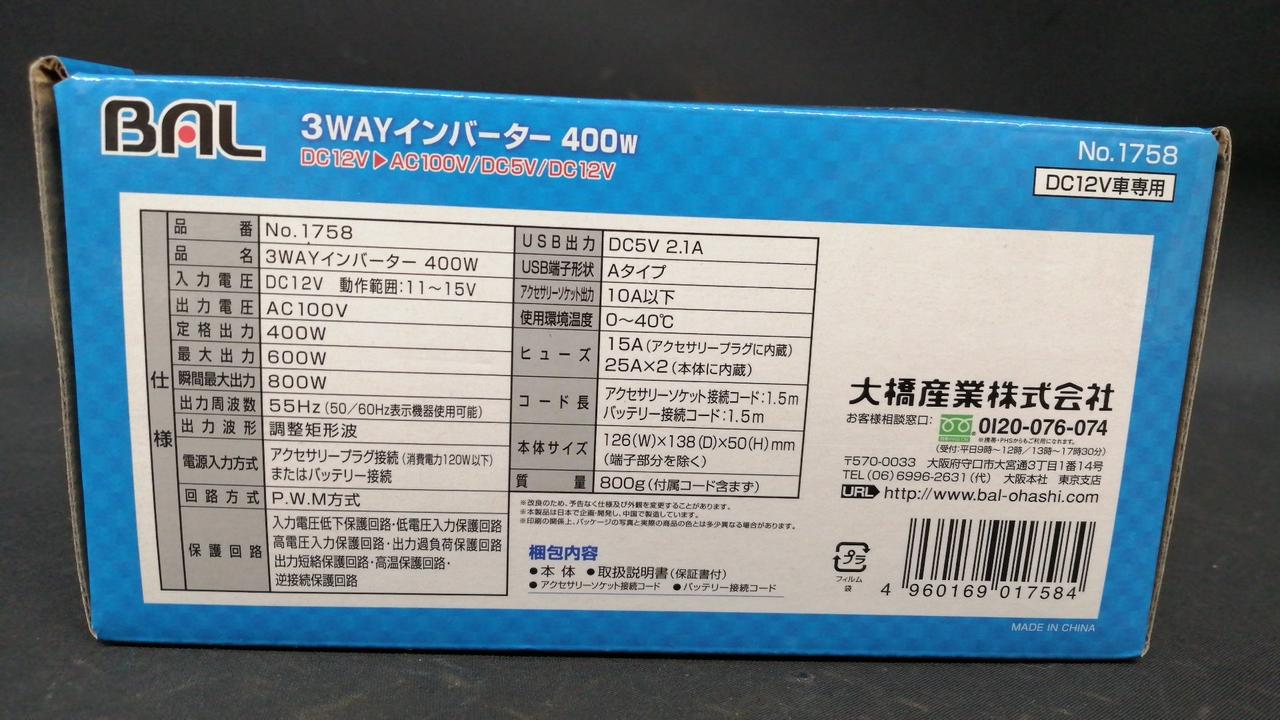 BAL
3WAYインバーター 400W
DC12V▶AC100V/DC5V/DC12V
No.1758
DC12V車専用
仕様
品番 No.1758
品名 3WAYインバーター 400W
入力電圧 DC12V 動作範囲:11～15V
出力電圧 AC100V
定格出力 400W
最大出力 600W
瞬間最大出力 800W
出力周波数 55Hz(50/60Hz表示機器使用可能)
出力波形 調整矩形波
電源入力方式 アクセサリープラグ接続(消費電力120W以下)
またはバッテリー接続
回路方式 P.W.M方式
保護回路 入力電圧低下保護回路・低電圧入力保護回路
高電圧入力保護回路・出力過負荷保護回路
出力短絡保護回路・高温保護回路・
逆接続保護回路
USB出力 DC5V 2.1A
USB端子形状 Aタイプ
アクセサリーソケット出力 10A以下
使用環境温度 0～40℃
ヒューズ 15A(アクセサリープラグに内蔵)
25A×2(本体に内蔵)
コード長 アクセサリーソケット接続コード:1.5m
バッテリー接続コード:1.5m
本体サイズ 126(W)×138(D)×50(H)mm
(端子部分を除く)
質量 800g(付属コード含まず)
※改良のため、予告なく仕様及び外観を変更することがあります。
※本製品は日本で企画・開発し、中国で製造しています。
※印刷の関係上、パッケージの写真と実際の商品の色とは多少異なる場合があります。
梱包内容
●本体 ●取扱説明書(保証書付)
●アクセサリーソケット接続コード ●バッテリー接続コード
大橋産業株式会社
お客様相談窓口: 0120-076-074
※携帯・PHSからもご利用になれます。
(受付:平日9時～12時/13時～17時30分)
〒570-0033 大阪府守口市大宮通3丁目1番14号
TEL(06)6996-2631(代) 大阪本社 東京支店
URL http://www.bal-ohashi.com
プラ
フィルム
袋
4 960169 017584
MADE IN CHINA